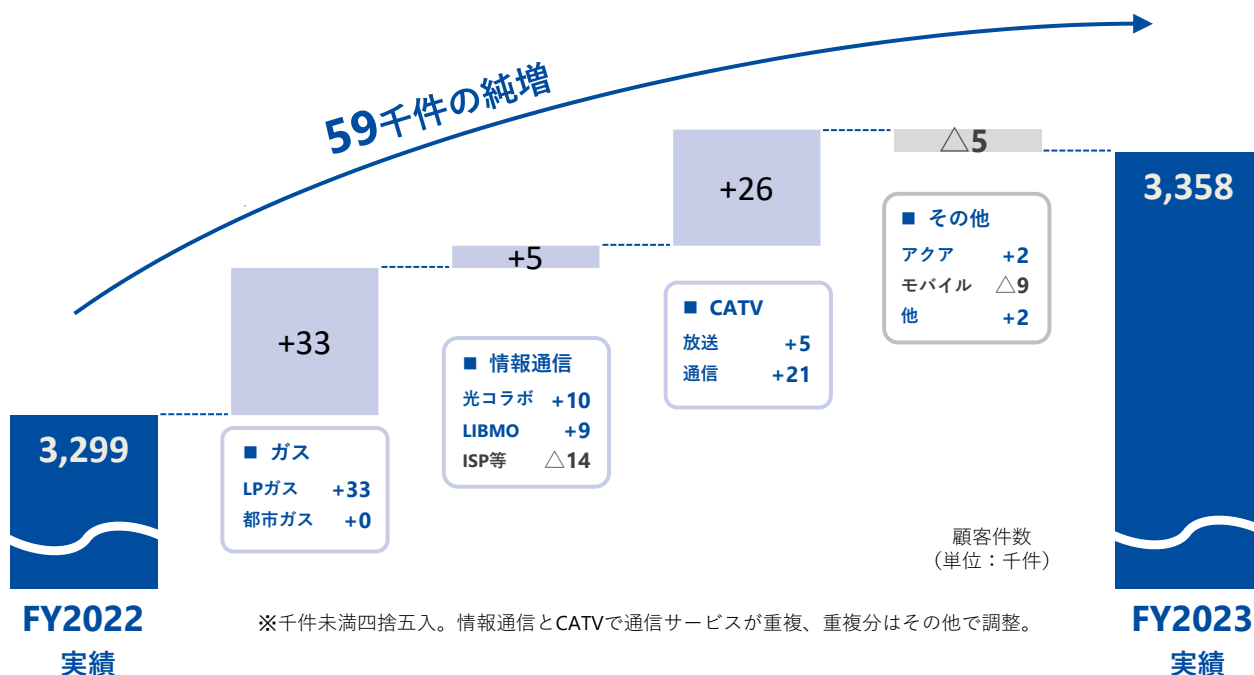 59千件の純増
3,299
FY2022
実績
+33
■ ガス
LPガス +33
都市ガス +0
+5
■ 情報通信
光コラボ +10
LIBMO +9
ISP等 △14
+26
■ CATV
放送 +5
通信 +21
△5
■ その他
アクア +2
モバイル △9
他 +2
3,358
FY2023
実績
顧客件数
（単位：千件）
※千件未満四捨五入。情報通信とCATVで通信サービスが重複、重複分はその他で調整。